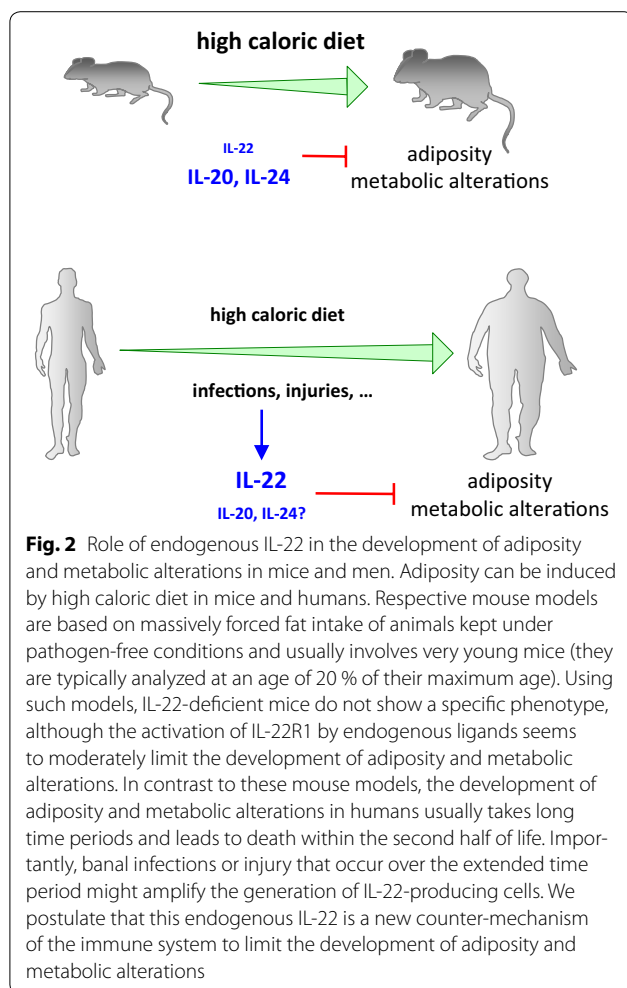 high caloric diet
IL-22
IL-20, IL-24
adiposity
metabolic alterations
high caloric diet
infections, injuries, ...
IL-22
IL-20, IL-24?
adiposity
metabolic alterations
Fig. 2 Role of endogenous IL-22 in the development of adiposity
and metabolic alterations in mice and men. Adiposity can be induced
by high caloric diet in mice and humans. Respective mouse models
are based on massively forced fat intake of animals kept under
pathogen-free conditions and usually involves very young mice (they
are typically analyzed at an age of 20 % of their maximum age). Using
such models, IL-22-deficient mice do not show a specific phenotype,
although the activation of IL-22R1 by endogenous ligands seems
to moderately limit the development of adiposity and metabolic
alterations. In contrast to these mouse models, the development of
adiposity and metabolic alterations in humans usually takes long
time periods and leads to death within the second half of life. Impor-
tantly, banal infections or injury that occur over the extended time
period might amplify the generation of IL-22-producing cells. We
postulate that this endogenous IL-22 is a new counter-mechanism
of the immune system to limit the development of adiposity and
metabolic alterations